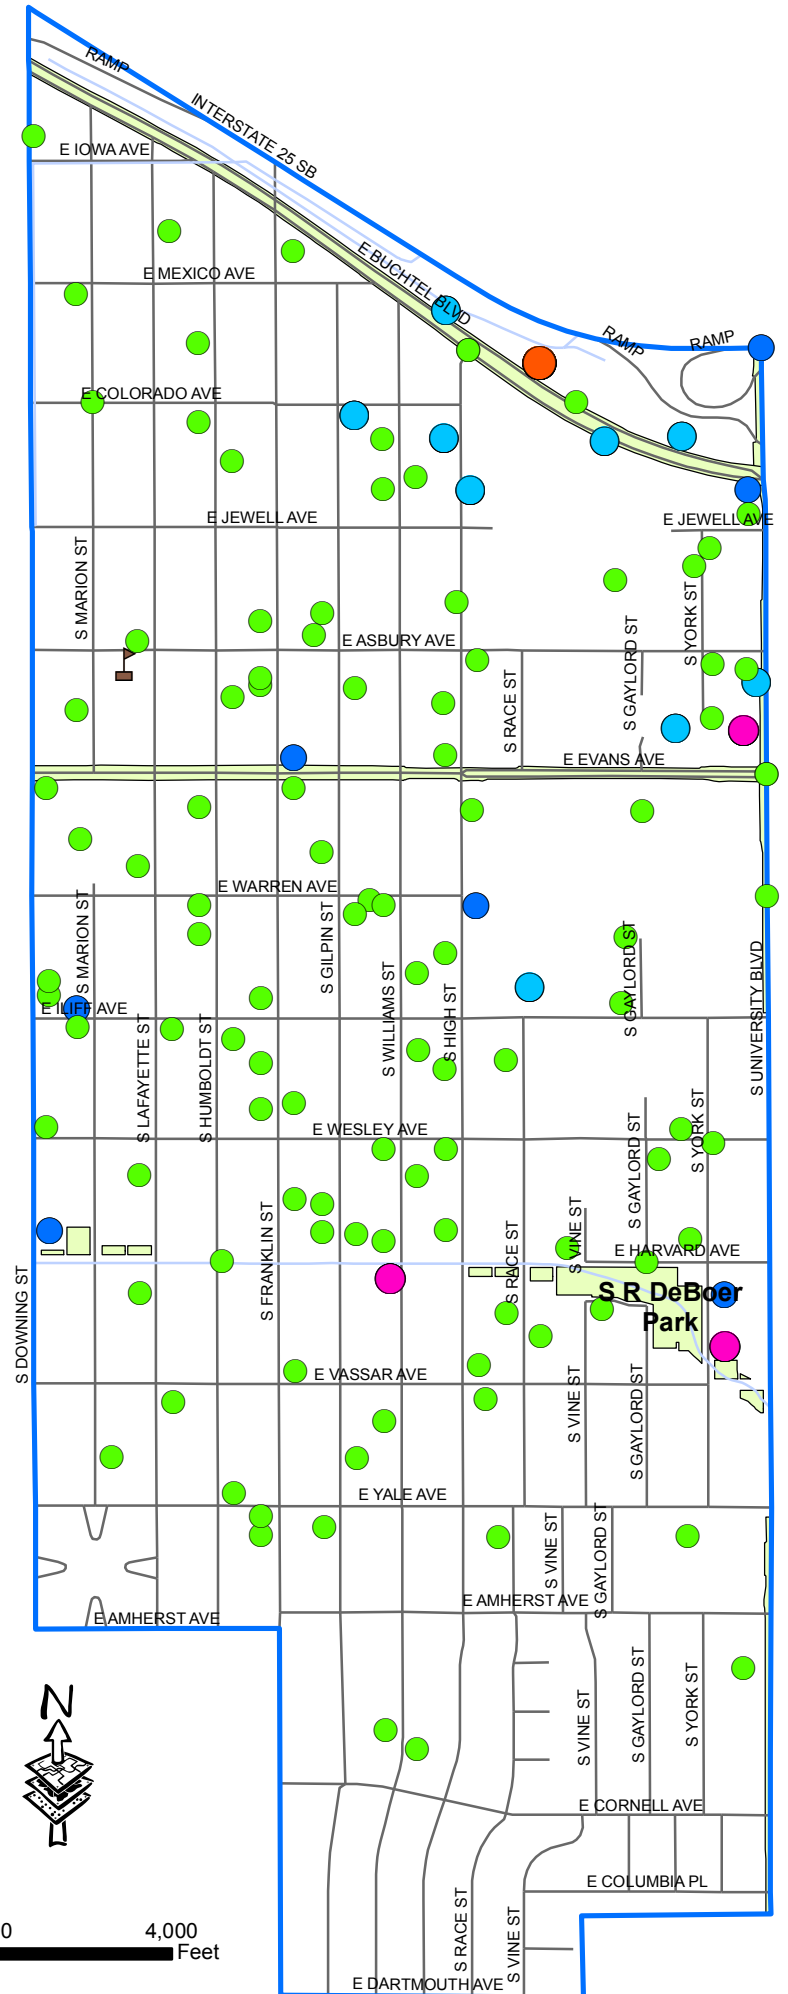 RAMP
INTERSTATE 25 SB
E IOWA AVE
E MEXICO AVE
E BUCHTEL BLVD
RAMP
RAMP
E COLORADO AVE
E JEWELL AVE
E JEWELL AVE
S MARION ST
S YORK ST
S GAYLORD ST
E ASBURY AVE
S RACE ST
E EVANS AVE
E WARREN AVE
S MARION ST
S GILPIN ST
S WILLIAMS ST
S HIGH ST
S GAYLORD ST
S UNIVERSITY BLVD
E ILIFF AVE
S LAFAYETTE ST
S HUMBOLDT ST
E WESLEY AVE
S GAYLORD ST
S YORK ST
S FRANKLIN ST
S RACE ST
S VINE ST
E HARVARD AVE
S DOWNING ST
S R DeBoer
Park
E VASSAR AVE
S VINE ST
S GAYLORD ST
E YALE AVE
S VINE ST
S GAYLORD ST
E AMHERST AVE
E AMHERST AVE
S VINE ST
S GAYLORD ST
S YORK ST
N
E CORNELL AVE
E COLUMBIA PL
S RACE ST
S VINE ST
0 4,000
Feet
E DARTMOUTH AVE